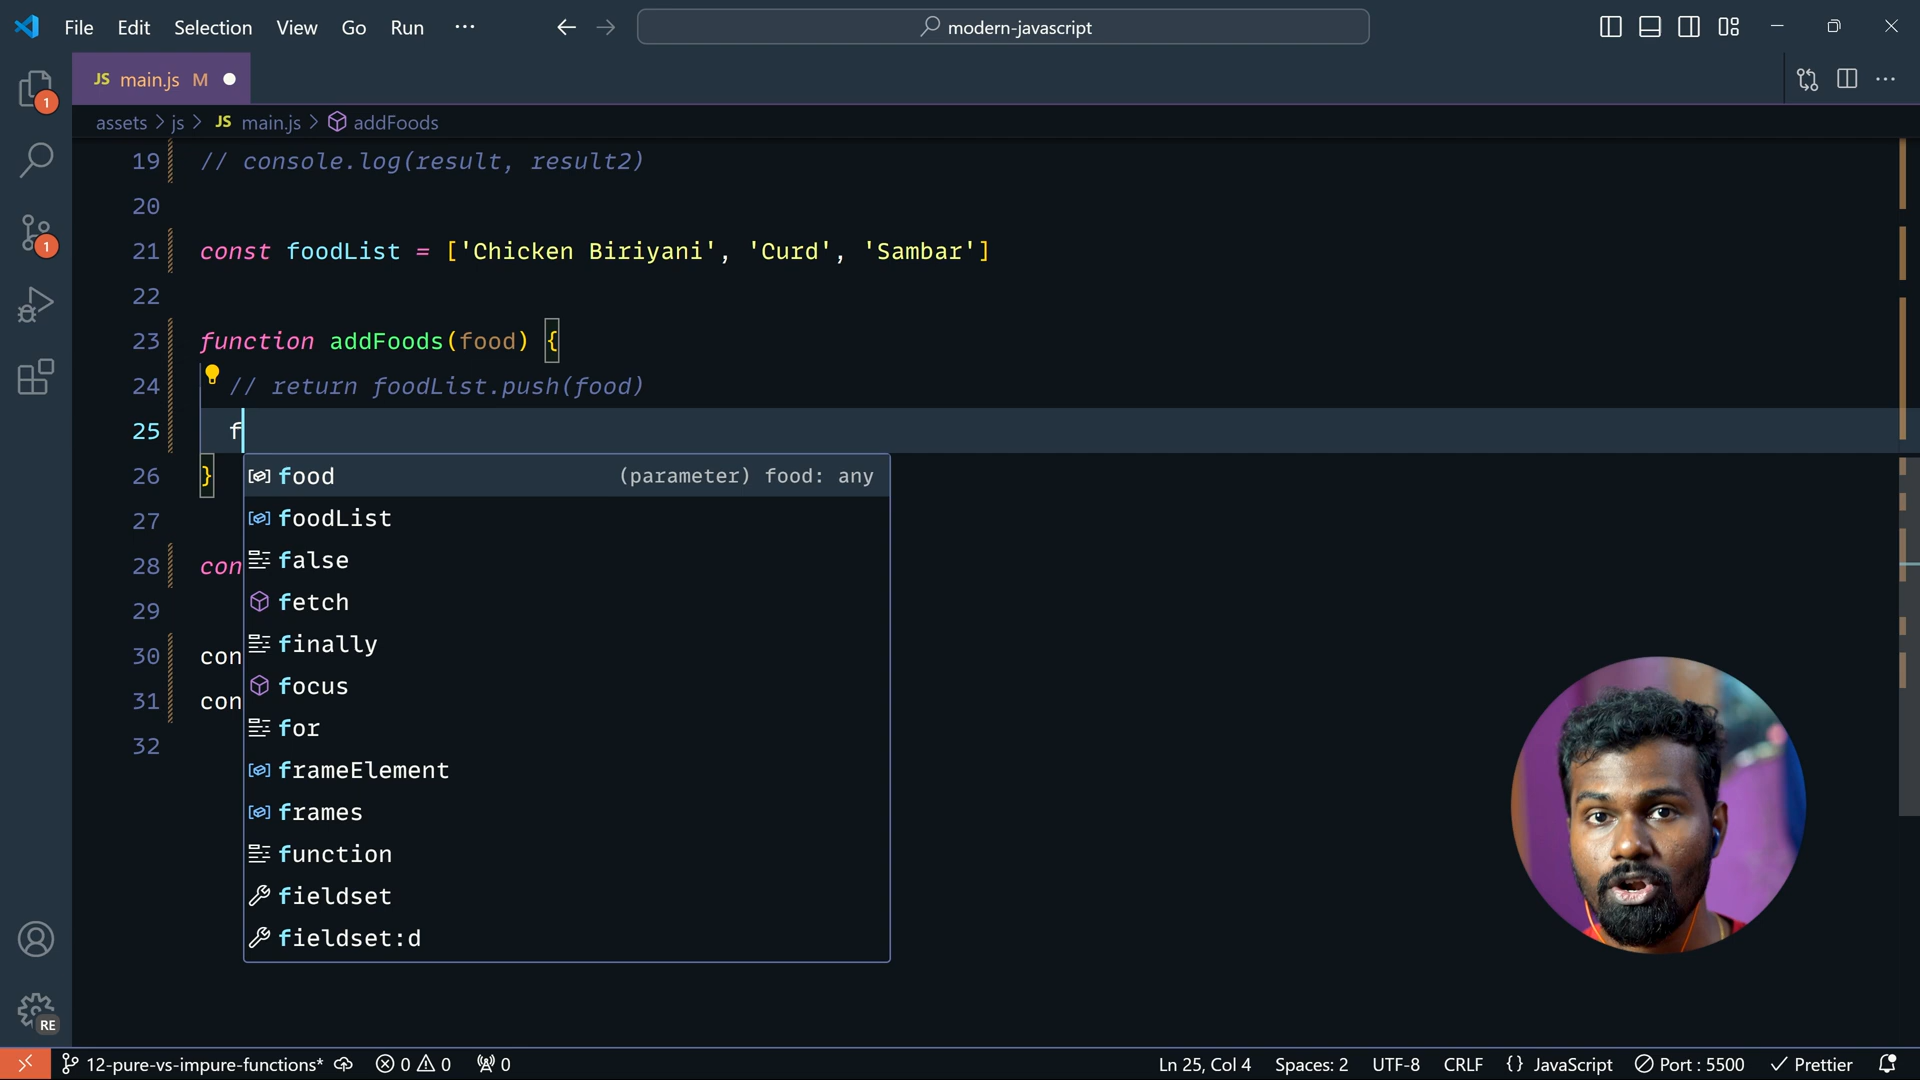 File Edit Selection View Go Run ···
modern-javascript
JS main.js M
assets > js > JS main.js > addFoods
1
19 // console.log(result, result2)
20
21 const foodList = ['Chicken Biriyani', 'Curd', 'Sambar']
1
22
23 function addFoods(food) {
24 // return foodList.push(food)
25 f
26 }
food (parameter) food: any
27 foodList
28 con
false
29 fetch
30 con
finally
31 con
focus
32 for
frameElement
frames
function
fieldset
fieldset:d
RE
12-pure-vs-impure-functions* 0 0 0 Ln 25, Col 4 Spaces: 2 UTF-8 CRLF {} JavaScript Port : 5500 Prettier